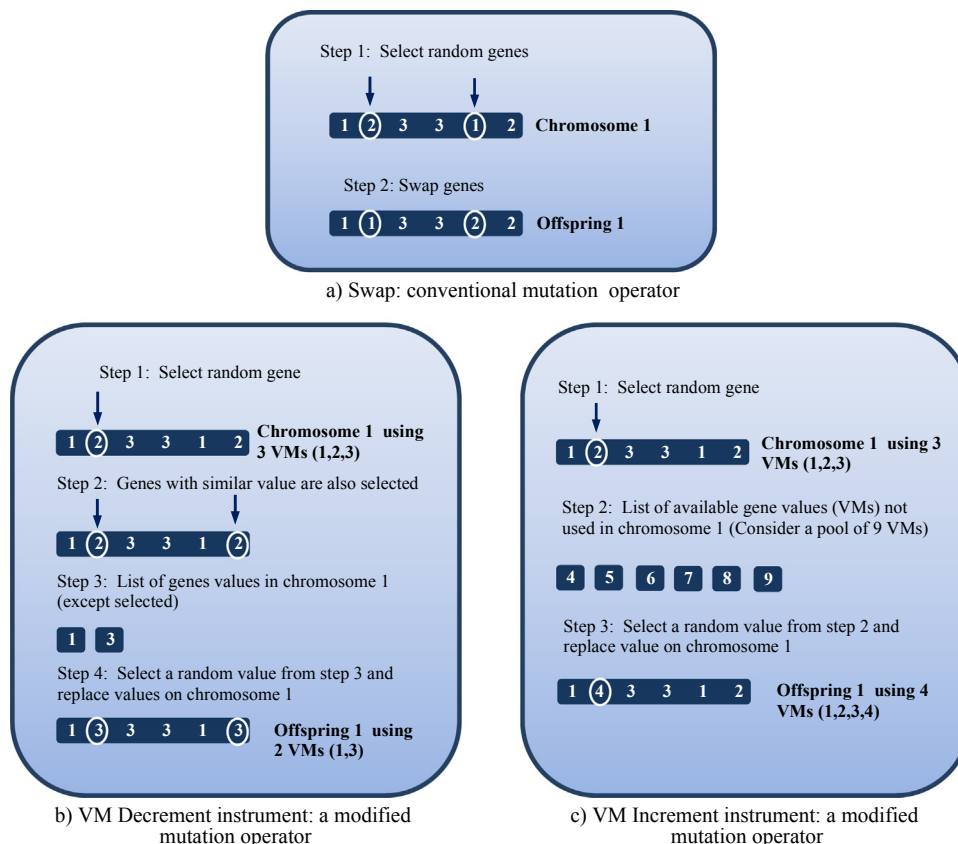 Step 1: Select random genes
1 2 3 3 1 2
Chromosome 1
Step 2: Swap genes
1 1 3 3 2 2
Offspring 1
a) Swap: conventional mutation operator
Step 1: Select random gene
1 2 3 3 1 2
Chromosome 1 using
3 VMs (1,2,3)
Step 2: Genes with similar value are also selected
1 2 3 3 1 2
Step 3: List of genes values in chromosome 1
(except selected)
1 3
Step 4: Select a random value from step 3 and
replace values on chromosome 1
1 3 3 3 1 3
Offspring 1 using
2 VMs (1,3)
b) VM Decrement instrument: a modified
mutation operator
Step 1: Select random gene
1 2 3 3 1 2
Chromosome 1 using 3
VMs (1,2,3)
Step 2: List of available gene values (VMs) not
used in chromosome 1 (Consider a pool of 9 VMs)
4 5 6 7 8 9
Step 3: Select a random value from step 2 and
replace value on chromosome 1
1 4 3 3 1 2
Offspring 1 using 4
VMs (1,2,3,4)
c) VM Increment instrument: a modified
mutation operator